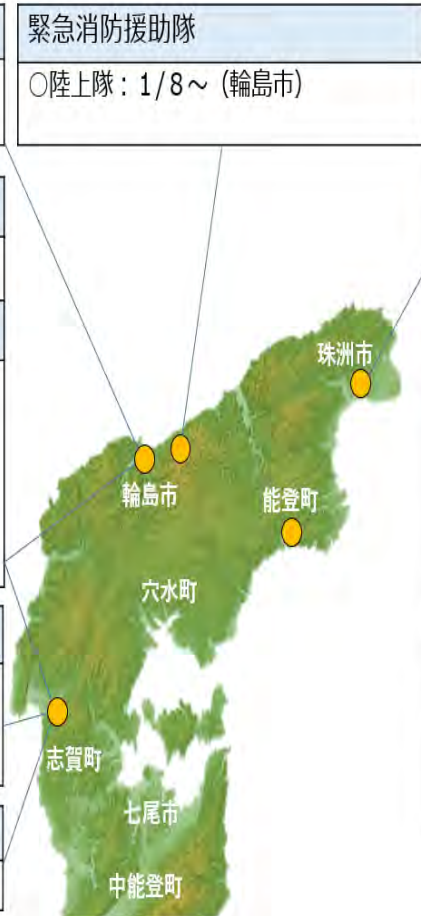 緊急消防援助隊
○陸上隊：1/8～（輪島市）
珠洲市
輪島市
能登町
穴水町
志賀町
七尾市
中能登町